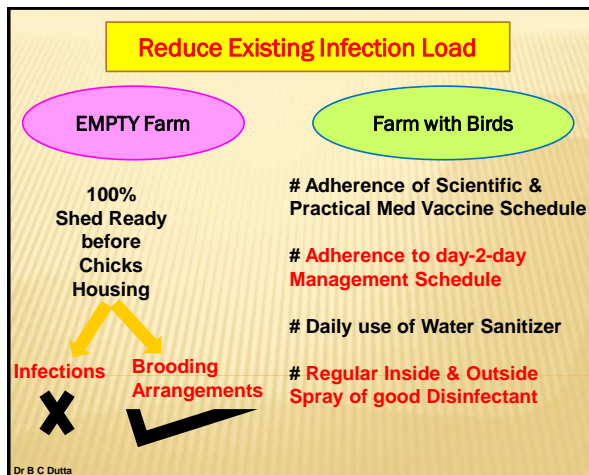 Reduce Existing Infection Load
EMPTY Farm
100%
Shed Ready
before
Chicks
Housing
Infections
Brooding
Arrangements
Farm with Birds
# Adherence of Scientific &
Practical Med Vaccine Schedule
# Adherence to day-2-day
Management Schedule
# Daily use of Water Sanitizer
# Regular Inside & Outside
Spray of good Disinfectant
Dr B C Dutta